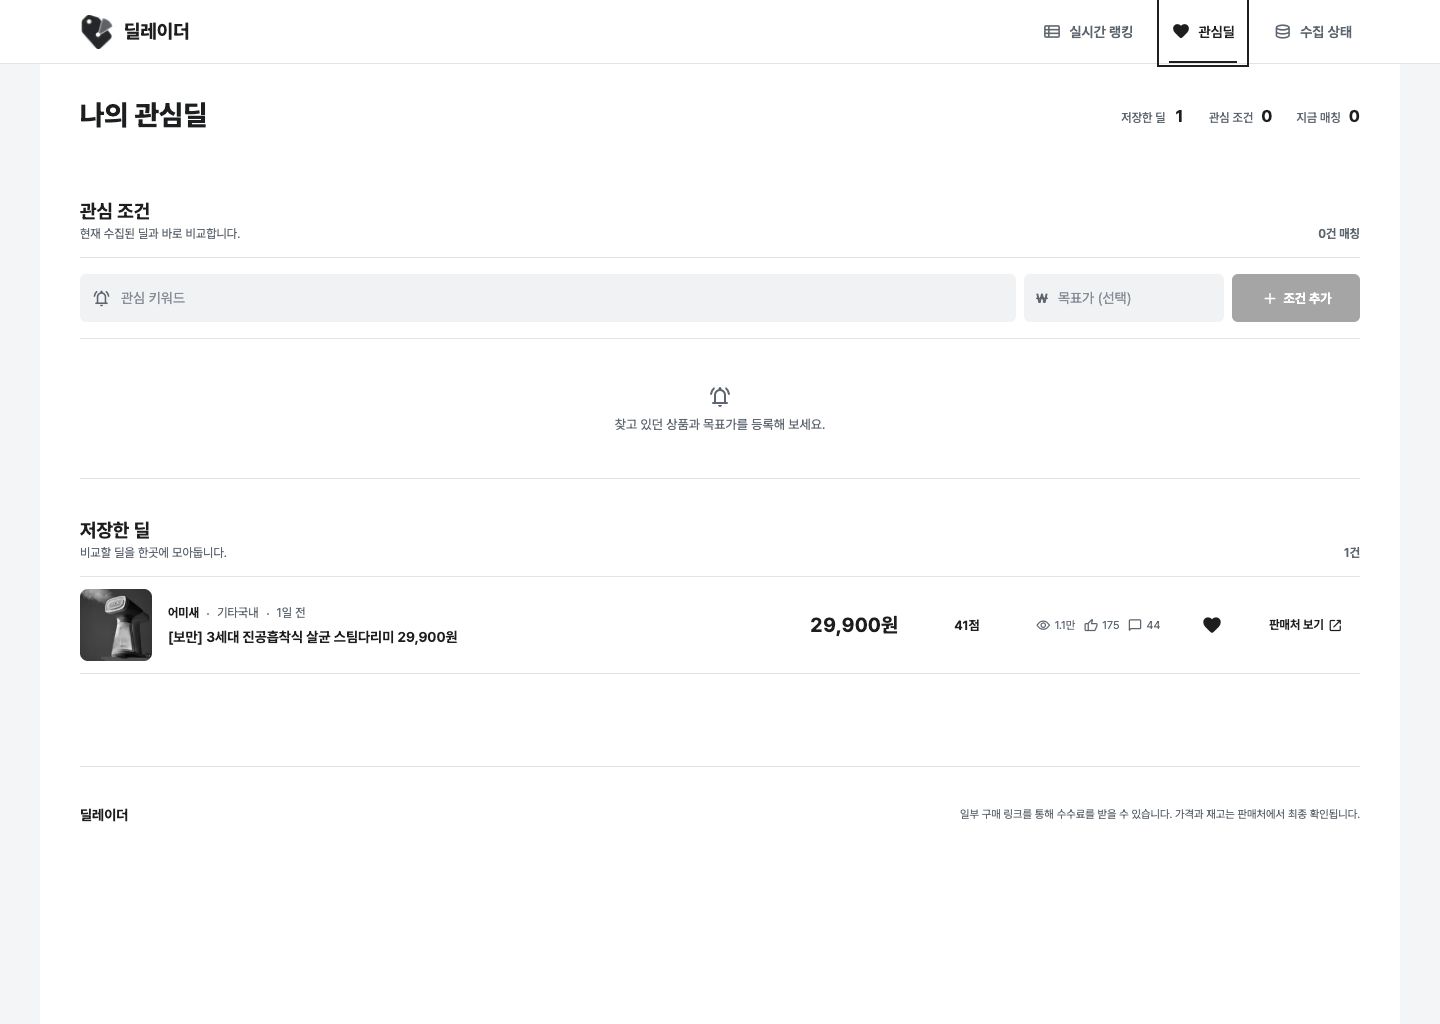 딜레이더
실시간 랭킹
관심딜
수집 상태
나의 관심딜
저장한 딜 1
관심 조건 0
지금 매칭 0
관심 조건
현재 수집된 딜과 바로 비교합니다.
0건 매칭
관심 키워드
₩ 목표가 (선택)
+ 조건 추가
찾고 있던 상품과 목표가를 등록해 보세요.
저장한 딜
비교할 딜을 한곳에 모아둡니다.
1건
어미새 · 기타국내 · 1일 전
[보만] 3세대 진공흡착식 살균 스팀다리미 29,900원
29,900원
41점
1.1만 175 44
판매처 보기
딜레이더
일부 구매 링크를 통해 수수료를 받을 수 있습니다. 가격과 재고는 판매처에서 최종 확인됩니다.